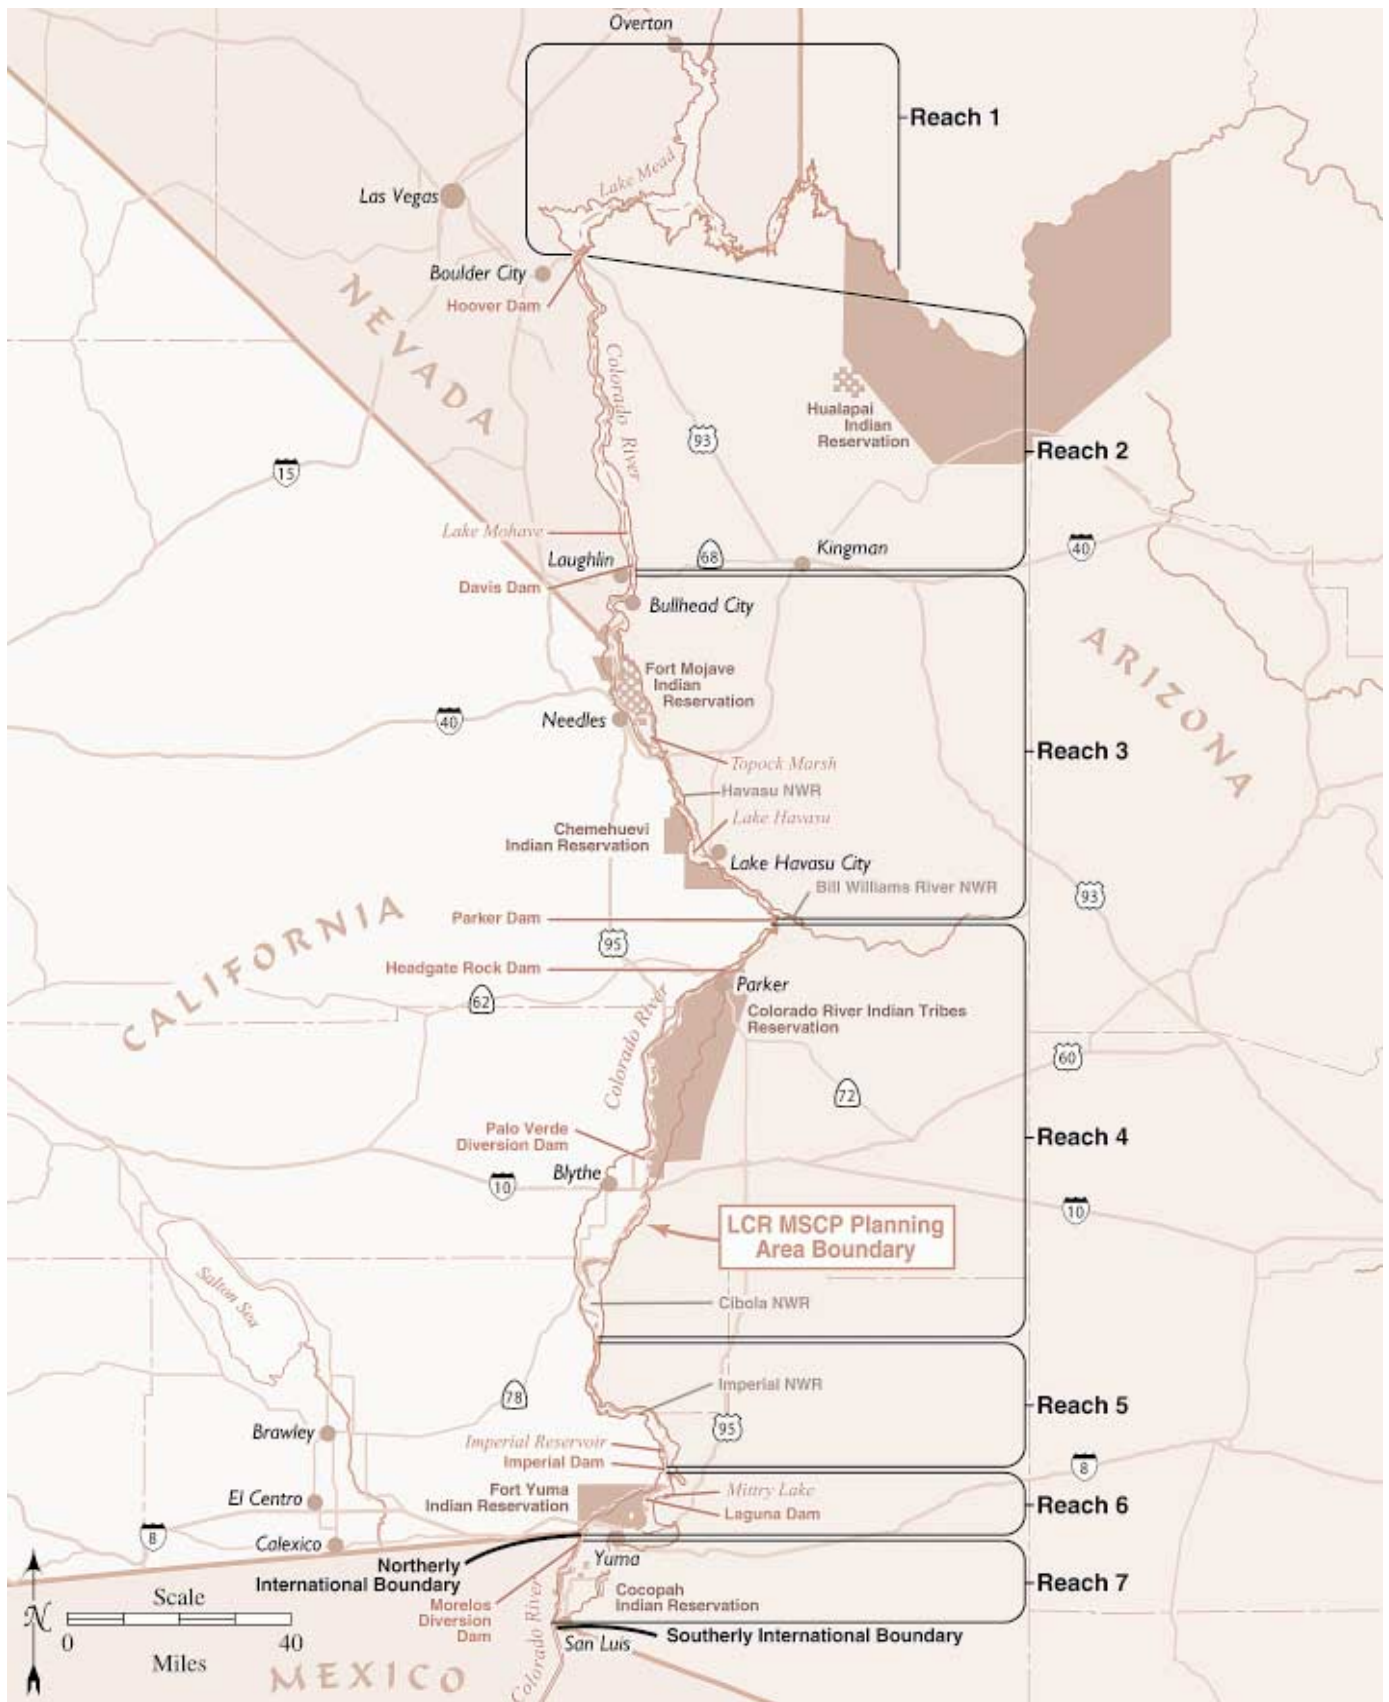 Overton
Reach 1
Lake Mead
Las Vegas
Boulder City
Hoover Dam
NEVADA
Colorado River
93
Hualapai
Indian
Reservation
Reach 2
15
Lake Mohave
Laughlin
68
Kingman
40
Davis Dam
Bullhead City
ARIZONA
Fort Mojave
Indian
Reservation
Needles
40
Reach 3
Topock Marsh
Havasu NWR
Lake Havasu
Chemehuevi
Indian Reservation
Lake Havasu City
Bill Williams River NWR
93
CALIFORNIA
Parker Dam
95
Headgate Rock Dam
Parker
62
Colorado River Indian Tribes
Reservation
Colorado River
60
72
Palo Verde
Diversion Dam
Reach 4
Blythe
10
10
LCR MSCP Planning
Area Boundary
Salton Sea
Cibola NWR
Imperial NWR
78
Reach 5
95
Brawley
Imperial Reservoir
Imperial Dam
8
Fort Yuma
Indian Reservation
Mittry Lake
El Centro
Laguna Dam
Reach 6
8
Calexico
Northerly
International Boundary
Yuma
Reach 7
Cocopah
Indian Reservation
Morelos
Diversion
Dam
Colorado River
San Luis
Southerly International Boundary
N
Scale
0
40
Miles
MEXICO